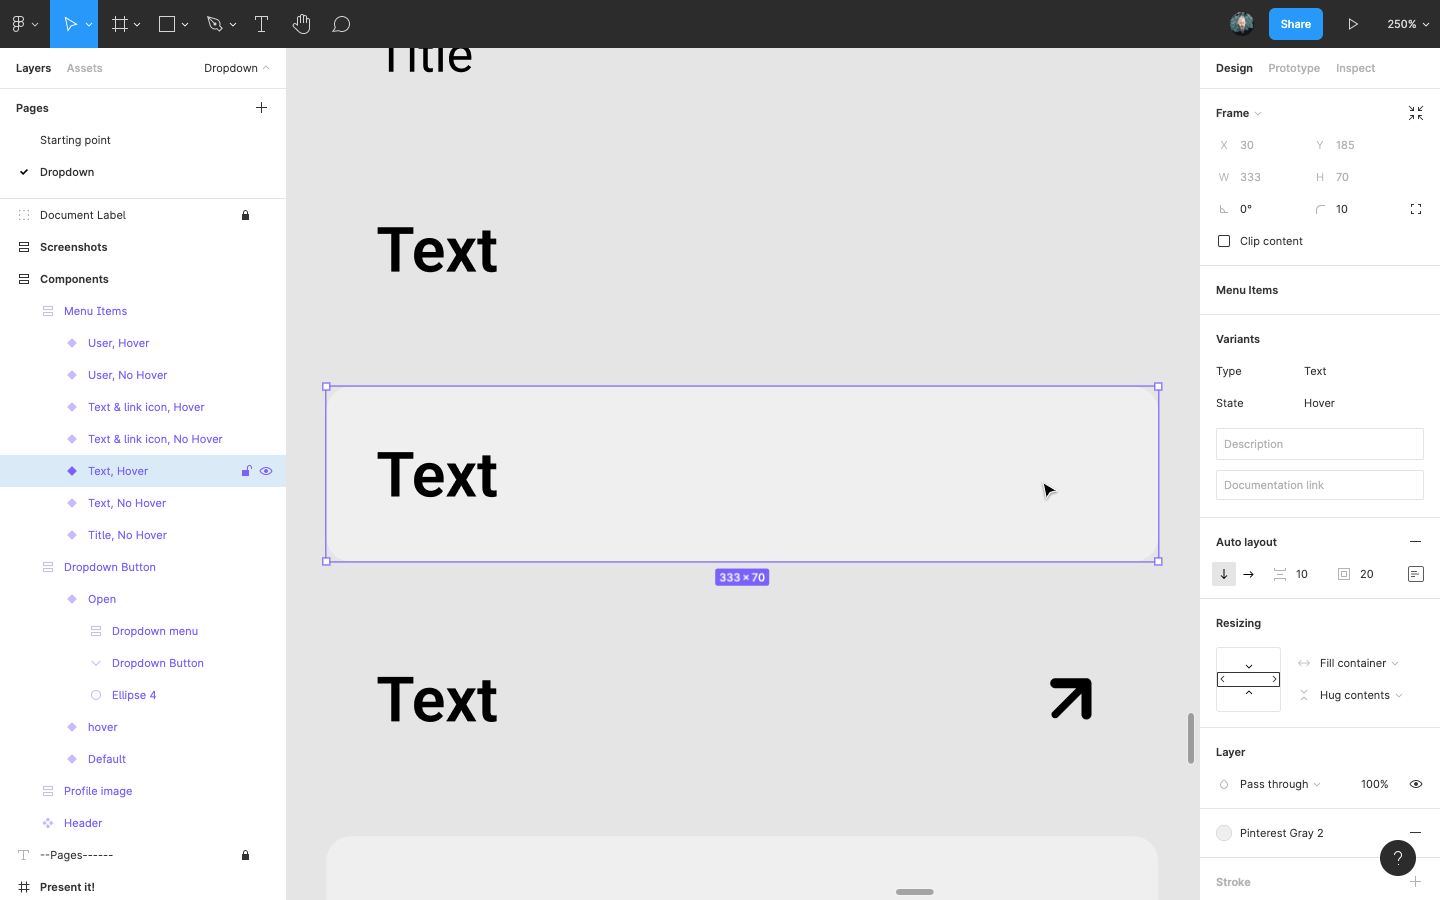 Share
250%
Layers
Assets
Dropdown
Pages
Starting point
Dropdown
Document Label
Screenshots
Components
Menu Items
User, Hover
User, No Hover
Text & link icon, Hover
Text & link icon, No Hover
Text, Hover
Text, No Hover
Title, No Hover
Dropdown Button
Open
Dropdown menu
Dropdown Button
Ellipse 4
hover
Default
Profile image
Header
--Pages------
Present it!
Title
Text
Text
333 × 70
Text
Design
Prototype
Inspect
Frame
X 30
Y 185
W 333
H 70
0°
10
Clip content
Menu Items
Variants
Type Text
State Hover
Description
Documentation link
Auto layout
10
20
Resizing
Fill container
Hug contents
Layer
Pass through
100%
Pinterest Gray 2
?
Stroke